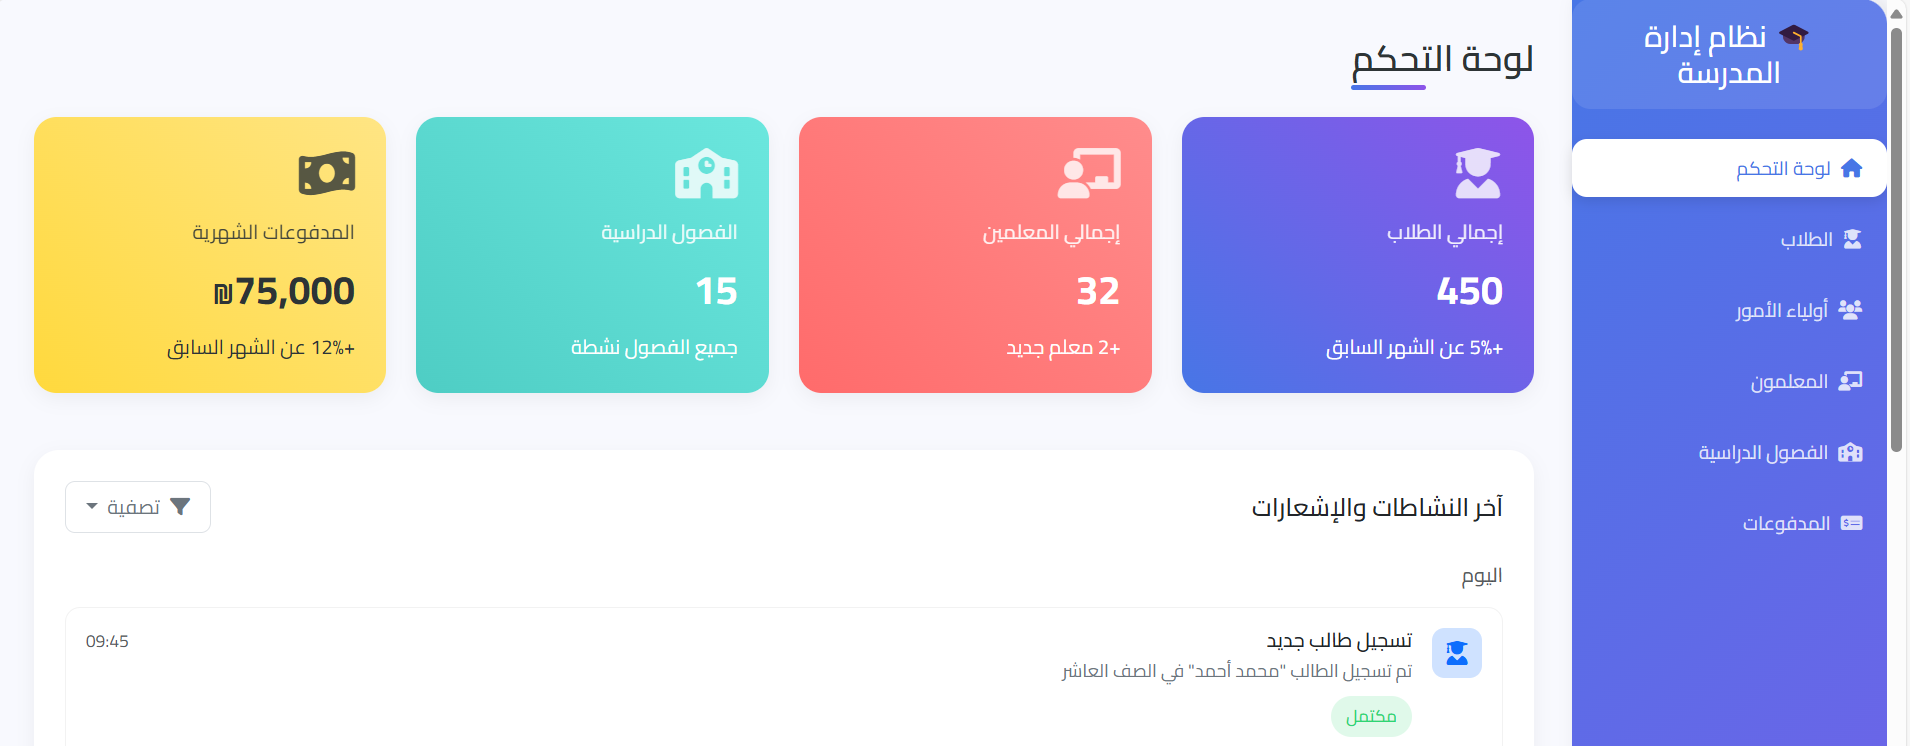 نظام إدارة
المدرسة
لوحة التحكم
الطلاب
أولياء الأمور
المعلمون
الفصول الدراسية
المدفوعات
لوحة التحكم
إجمالي الطلاب
450
+5% عن الشهر السابق
إجمالي المعلمين
32
+2 معلم جديد
الفصول الدراسية
15
جميع الفصول نشطة
المدفوعات الشهرية
₪75,000
+12% عن الشهر السابق
آخر النشاطات والإشعارات
تصفية
اليوم
تسجيل طالب جديد
09:45
تم تسجيل الطالب "محمد أحمد" في الصف العاشر
مكتمل